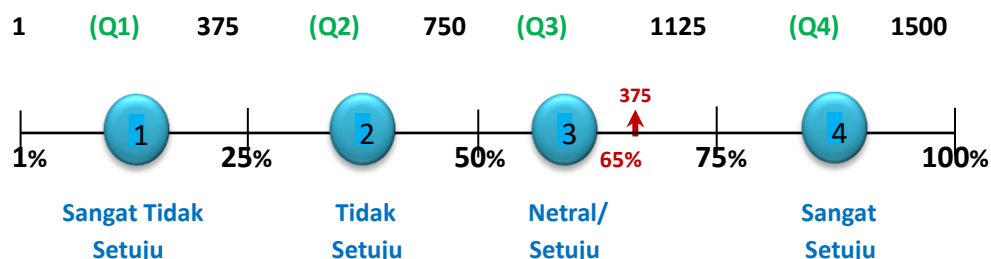 1 (Q1) 375 (Q2) 750 (Q3) 1125 (Q4) 1500
375
1 2 3 4
1% 25% 50% 65% 75% 100%
Sangat Tidak Tidak Netral/ Sangat
Setuju Setuju Setuju Setuju